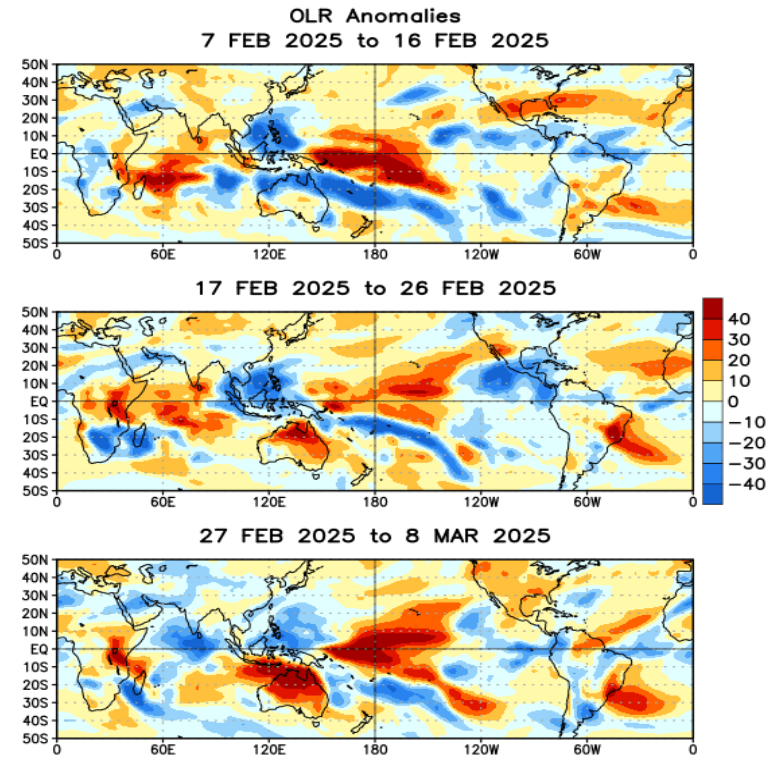 OLR Anomalies
7 FEB 2025 to 16 FEB 2025
50N
40N
30N
20N
10N
EQ
10S
20S
30S
40S
50S
0 60E 120E 180 120W 60W 0
17 FEB 2025 to 26 FEB 2025
50N
40N
30N
20N
10N
EQ
10S
20S
30S
40S
50S
0 60E 120E 180 120W 60W 0
40
30
20
10
0
−10
−20
−30
−40
27 FEB 2025 to 8 MAR 2025
50N
40N
30N
20N
10N
EQ
10S
20S
30S
40S
50S
0 60E 120E 180 120W 60W 0